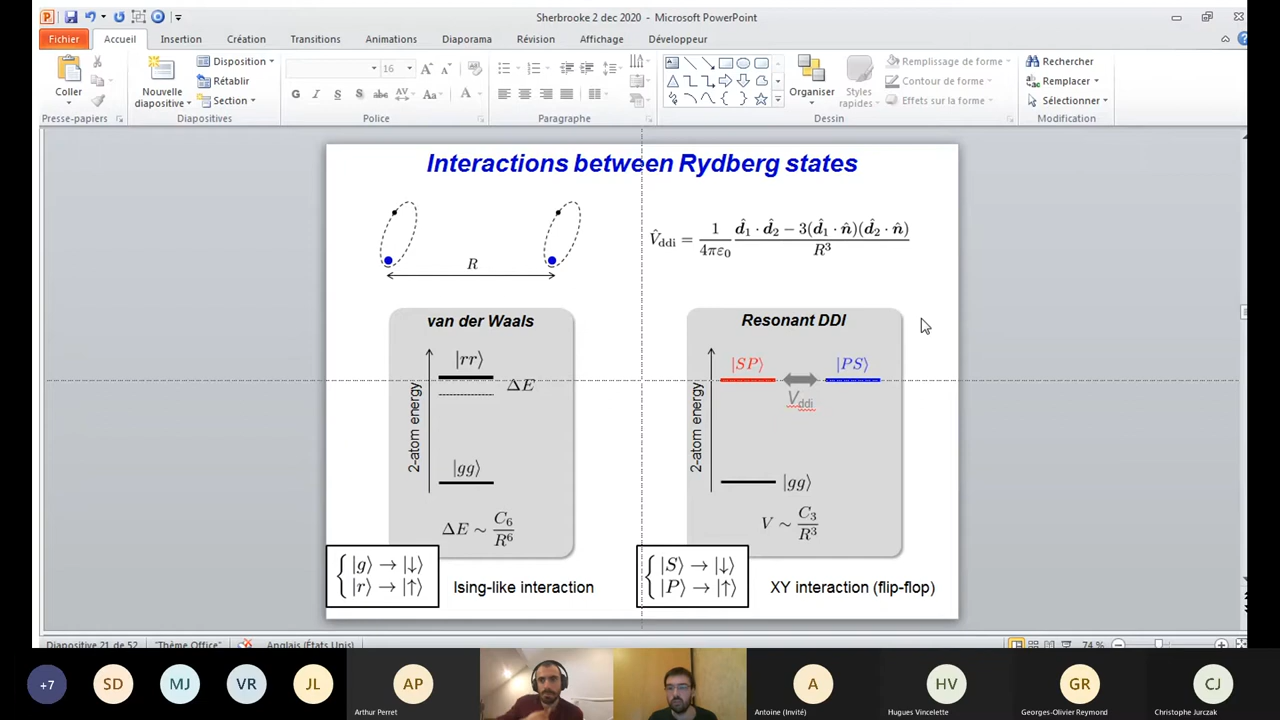 Sherbrooke 2 dec 2020 - Microsoft PowerPoint
Fichier Accueil Insertion Création Transitions Animations Diaporama Révision Affichage Développeur
Coller
Presse-papiers
Nouvelle diapositive
Disposition
Rétablir
Section
Diapositives
16
G I S S abc AV Aa A
Police
Paragraphe
Organiser
Styles rapides
Remplissage de forme
Contour de forme
Effets sur la forme
Dessin
Rechercher
Remplacer
Sélectionner
Modification
Interactions between Rydberg states
R
V̂ddi = 1/4πε₀ (d̂₁ · d̂₂ − 3(d̂₁ · n̂)(d̂₂ · n̂))/R³
van der Waals
2-atom energy
|rr⟩
ΔE
|gg⟩
ΔE ∼ C₆/R⁶
{ |g⟩ → |↓⟩
|r⟩ → |↑⟩
Ising-like interaction
Resonant DDI
2-atom energy
|SP⟩ |PS⟩
Vddi
|gg⟩
V ∼ C₃/R³
{ |S⟩ → |↓⟩
|P⟩ → |↑⟩
XY interaction (flip-flop)
Diapositive 21 de 52 "Thème Office" Anglais (États Unis) 74 %
+7 SD MJ VR JL AP A HV GR CJ
Arthur Perret Antoine (Invité) Hugues Vincelette Georges-Olivier Reymond Christophe Jurczak